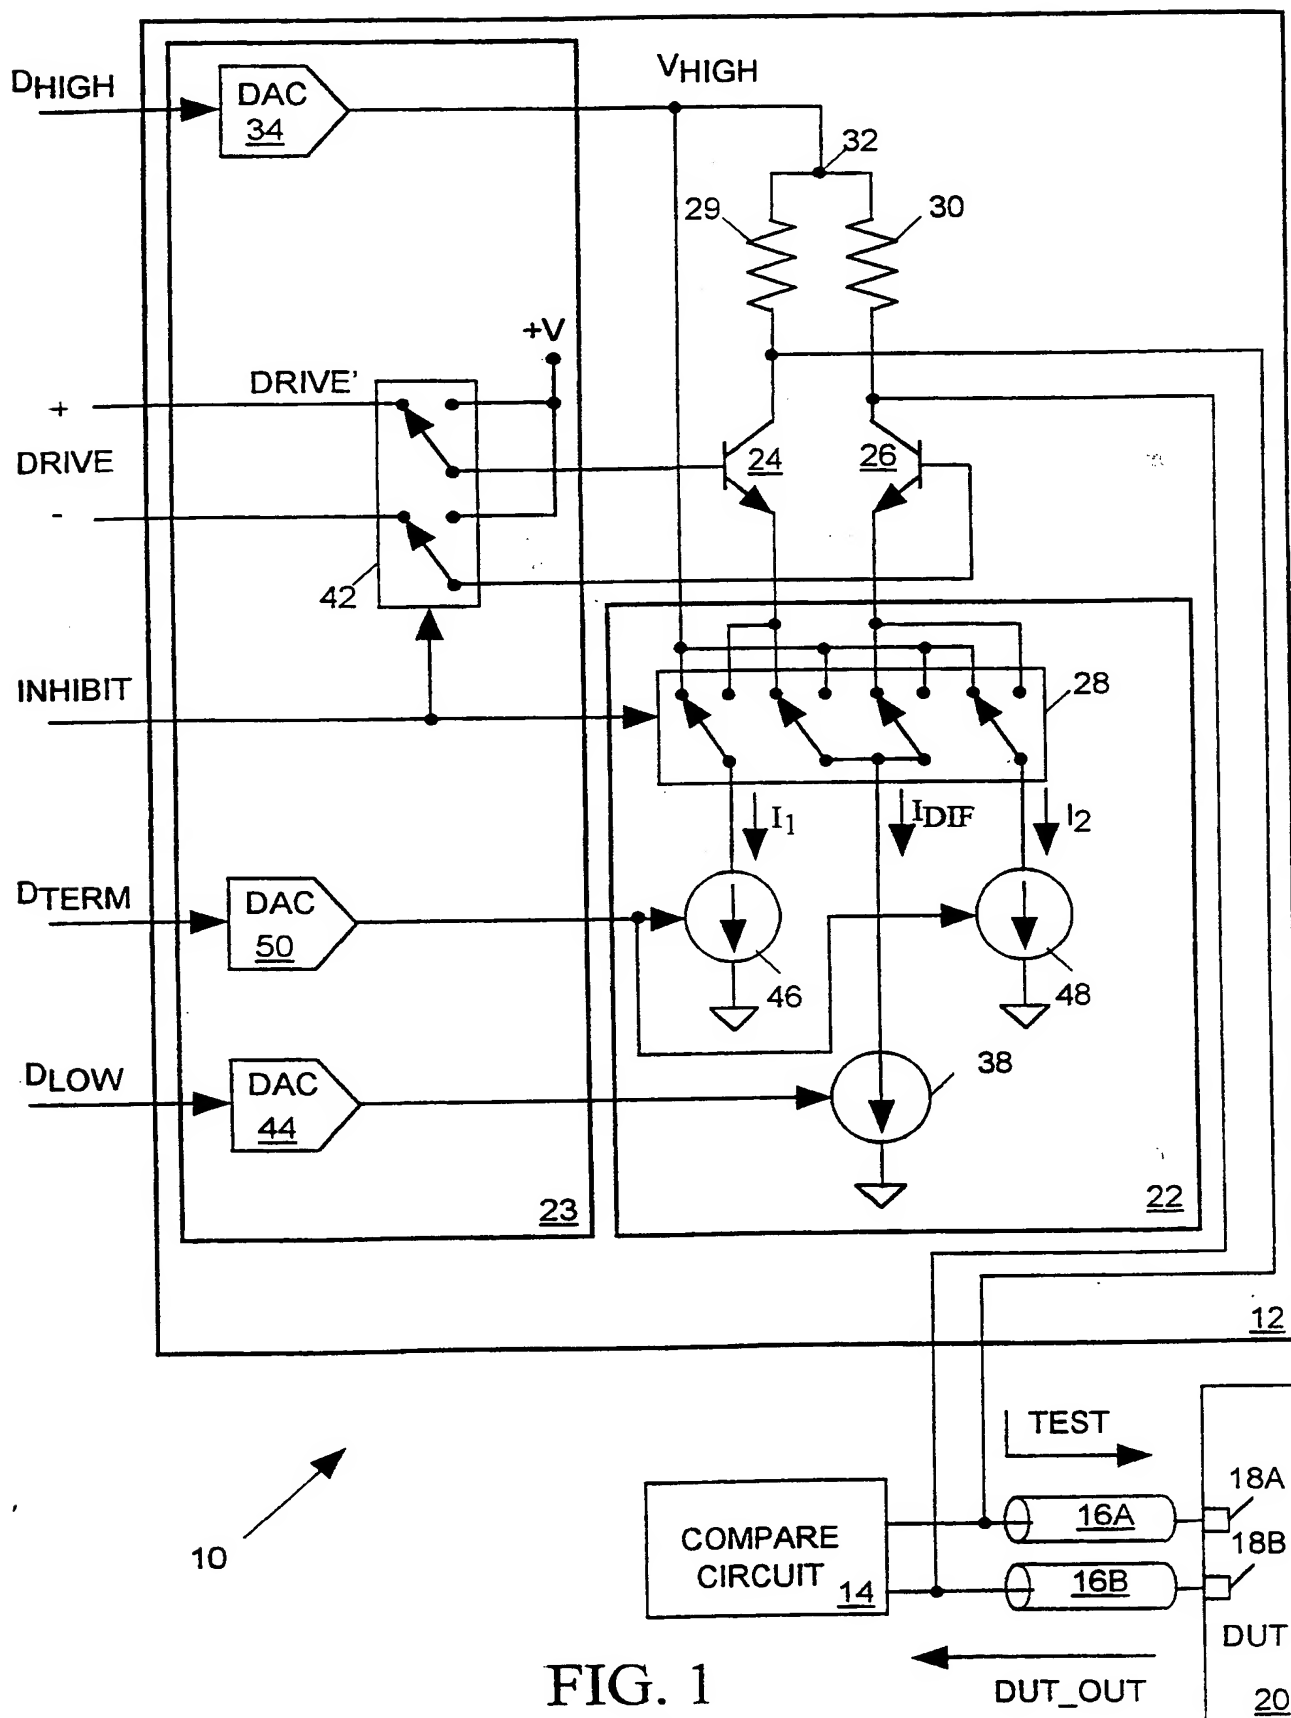 DHIGH
DAC
34
VHIGH
32
29
30
+V
DRIVE'
+
DRIVE
-
24
26
42
INHIBIT
28
I1
IDIF
I2
DTERM
DAC
50
46
48
DLOW
DAC
44
38
23
22
12
TEST
10
COMPARE
CIRCUIT
14
16A
16B
18A
18B
DUT
DUT_OUT
20
FIG. 1